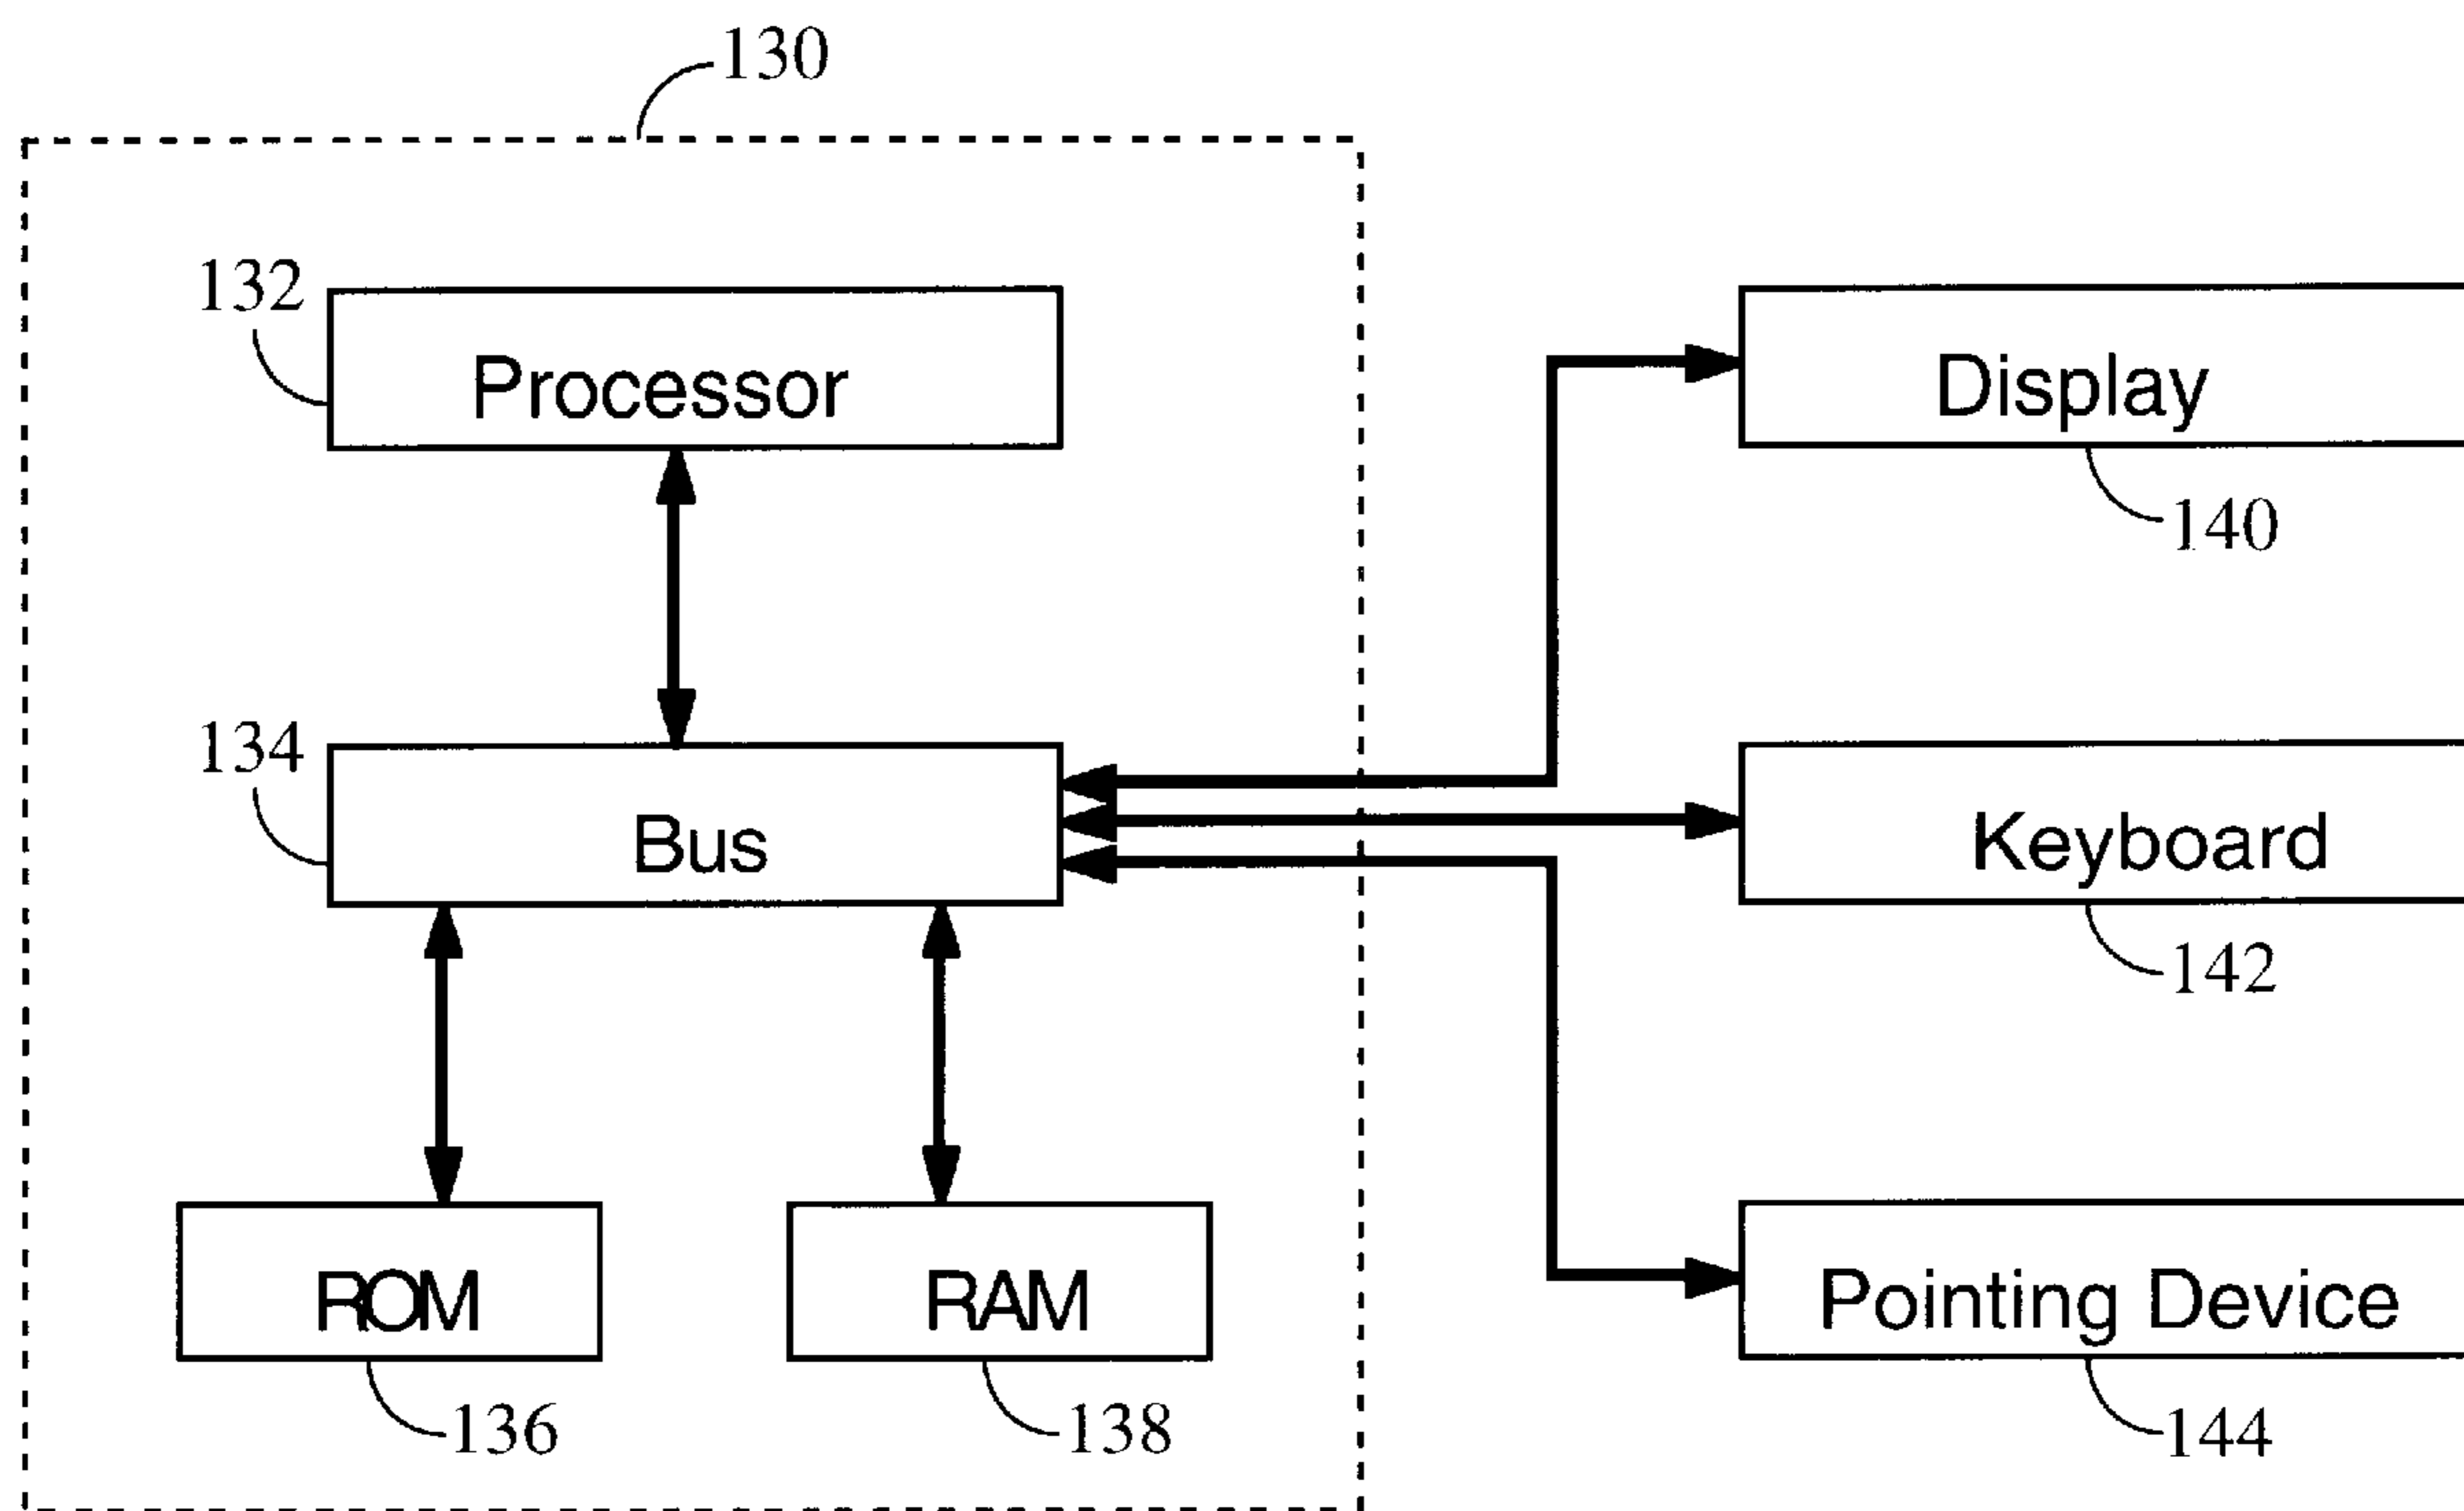 130
132
Processor
Display
140
134
Bus
Keyboard
142
ROM
RAM
Pointing Device
136
138
144